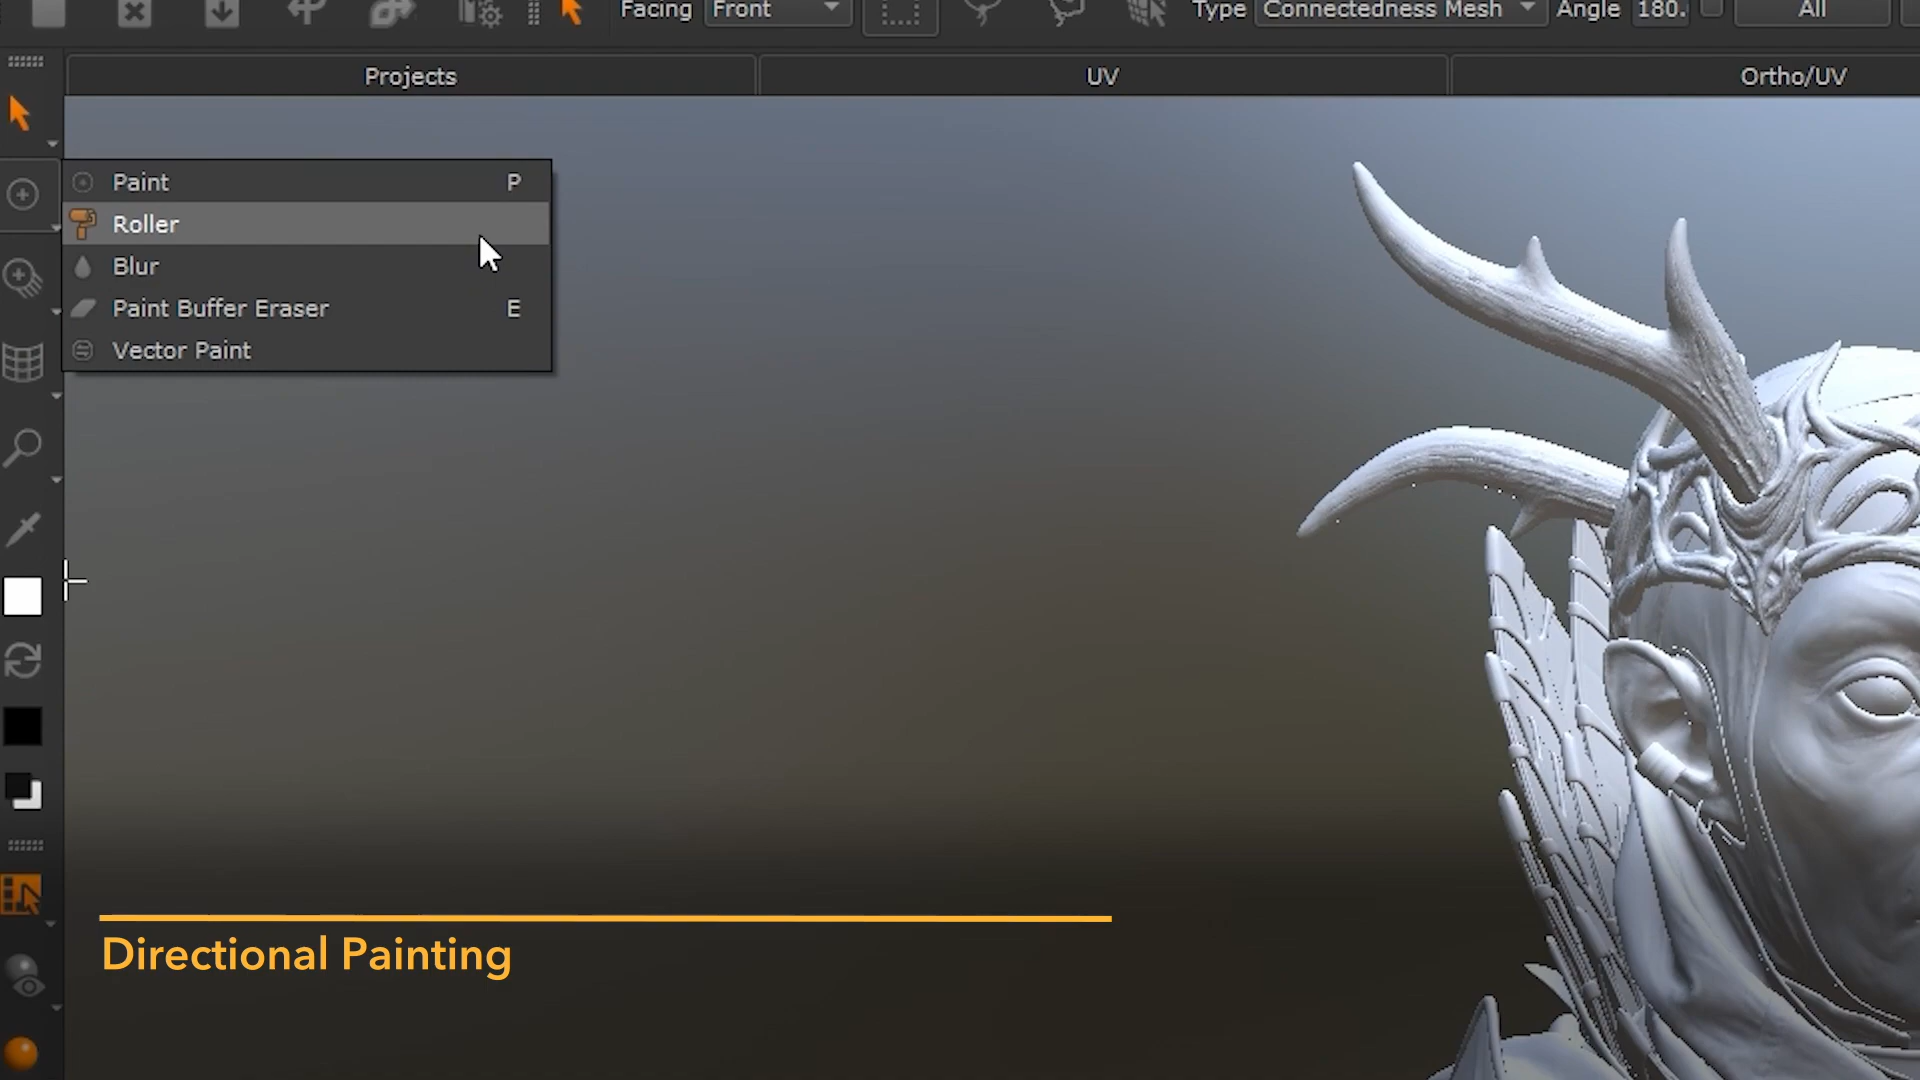 Facing Front Type Connectedness Mesh Angle 180. All
Projects UV Ortho/UV
Paint P
Roller
Blur
Paint Buffer Eraser E
Vector Paint
Directional Painting